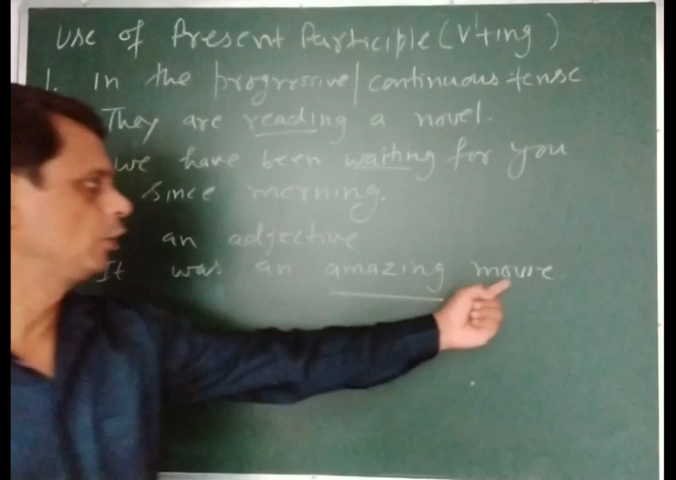 Use of Present Participle (V'+ing)
1. In the progressive/continuous tense
They are reading a novel.
we have been waiting for you
since morning.
an adjective
It was an amazing movie.